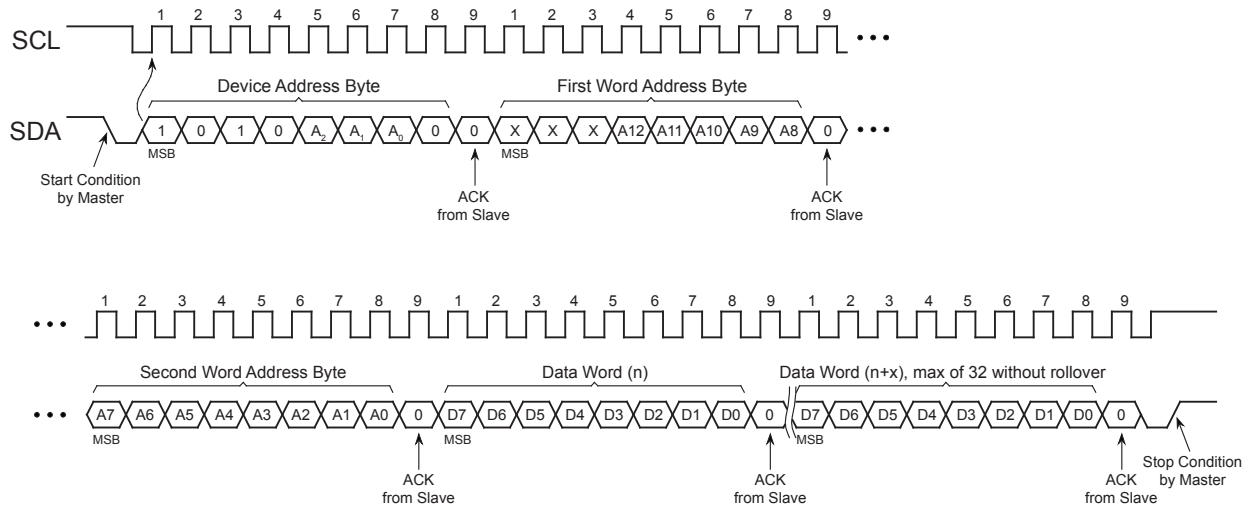 1 2 3 4 5 6 7 8 9 1 2 3 4 5 6 7 8 9
SCL
Device Address Byte First Word Address Byte
SDA 1 0 1 0 A2 A1 A0 0 0 X X X A12 A11 A10 A9 A8 0
MSB MSB
Start Condition
by Master
ACK
from Slave
ACK
from Slave
1 2 3 4 5 6 7 8 9 1 2 3 4 5 6 7 8 9 1 2 3 4 5 6 7 8 9
Second Word Address Byte Data Word (n) Data Word (n+x), max of 32 without rollover
A7 A6 A5 A4 A3 A2 A1 A0 0 D7 D6 D5 D4 D3 D2 D1 D0 0 D7 D6 D5 D4 D3 D2 D1 D0 0
MSB MSB MSB
ACK
from Slave
ACK
from Slave
ACK
from Slave
Stop Condition
by Master